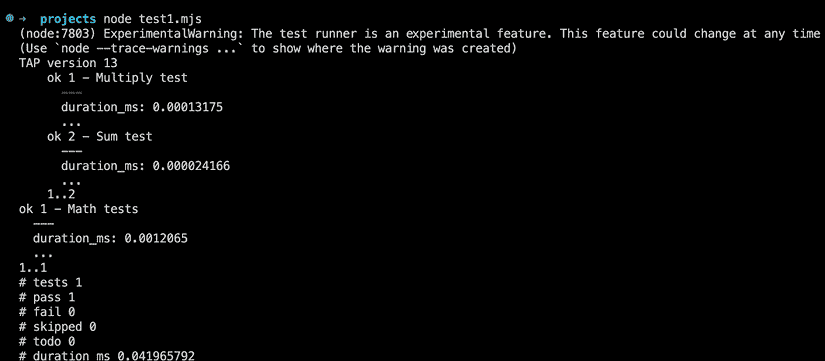 ➜ projects node test1.mjs
(node:7803) ExperimentalWarning: The test runner is an experimental feature. This feature could change at any time
(Use `node --trace-warnings ...` to show where the warning was created)
TAP version 13
    ok 1 - Multiply test
      ---
      duration_ms: 0.00013175
      ...
    ok 2 - Sum test
      ---
      duration_ms: 0.000024166
      ...
    1..2
ok 1 - Math tests
  ---
  duration_ms: 0.0012065
  ...
1..1
# tests 1
# pass 1
# fail 0
# skipped 0
# todo 0
# duration_ms 0.041965792